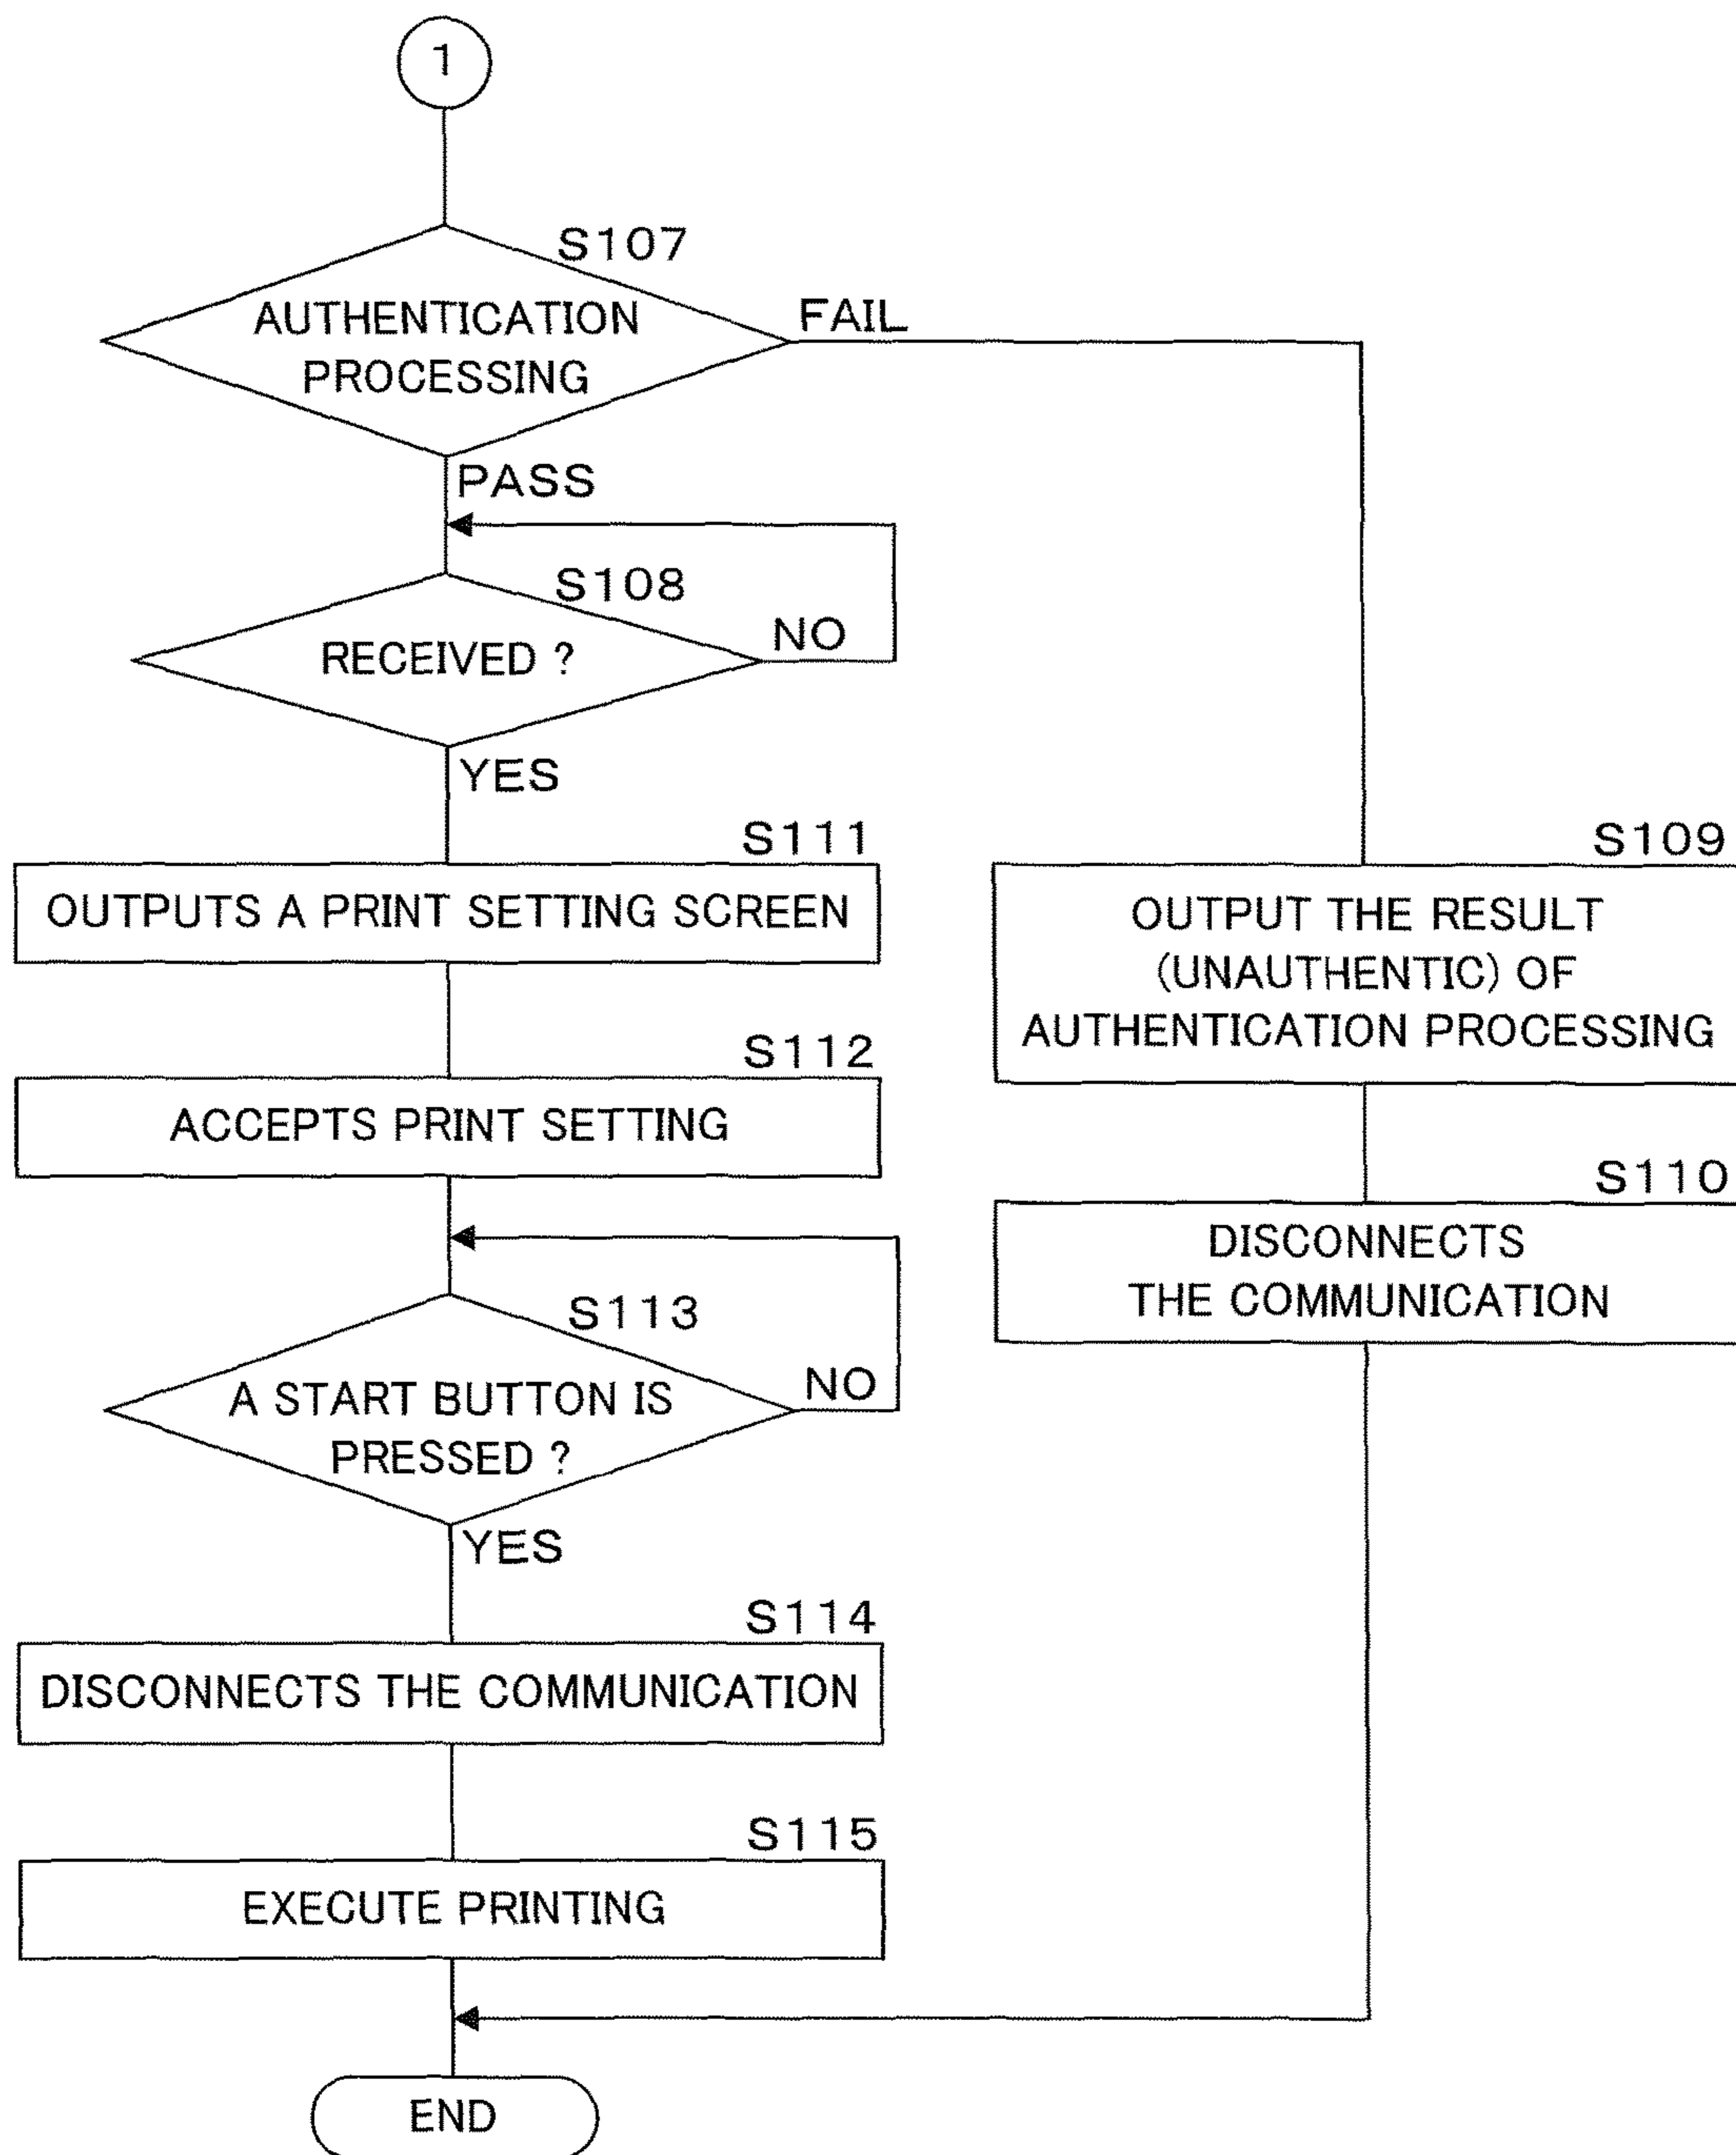 1
S107
AUTHENTICATION
PROCESSING
FAIL
PASS
S108
RECEIVED ?
NO
YES
S111
OUTPUTS A PRINT SETTING SCREEN
S112
ACCEPTS PRINT SETTING
S113
A START BUTTON IS
PRESSED ?
NO
YES
S114
DISCONNECTS THE COMMUNICATION
S115
EXECUTE PRINTING
S109
OUTPUT THE RESULT
(UNAUTHENTIC) OF
AUTHENTICATION PROCESSING
S110
DISCONNECTS
THE COMMUNICATION
END